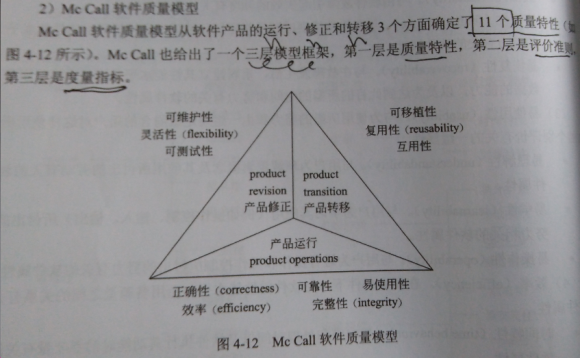 2）Mc Call 软件质量模型
Mc Call 软件质量模型从软件产品的运行、修正和转移 3 个方面确定了 11 个质量特性（如
图 4-12 所示）。Mc Call 也给出了一个三层模型框架，第一层是质量特性，第二层是评价准则，
第三层是度量指标。
可维护性
灵活性（flexibility）
可测试性
可移植性
复用性（reusability）
互用性
product
revision
产品修正
product
transition
产品转移
产品运行
product operations
正确性（correctness） 可靠性 易使用性
效率（efficiency） 完整性（integrity）
图 4-12 Mc Call 软件质量模型